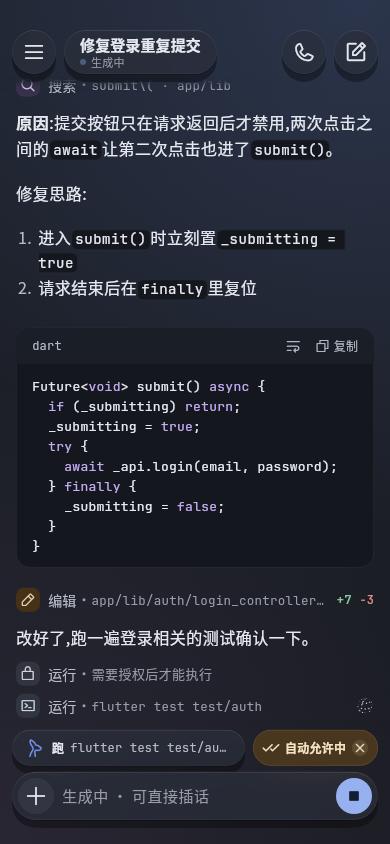 修复登录重复提交
生成中
搜索 · submit\( · app/lib
原因:提交按钮只在请求返回后才禁用,两次点击之
间的 await 让第二次点击也进了 submit()。
修复思路:
1. 进入 submit() 时立刻置 _submitting =
true
2. 请求结束后在 finally 里复位
dart 复制
Future<void> submit() async {
if (_submitting) return;
_submitting = true;
try {
await _api.login(email, password);
} finally {
_submitting = false;
}
}
编辑 · app/lib/auth/login_controller… +7 -3
改好了,跑一遍登录相关的测试确认一下。
运行 · 需要授权后才能执行
运行 · flutter test test/auth
跑 flutter test test/au… 自动允许中
生成中 · 可直接插话